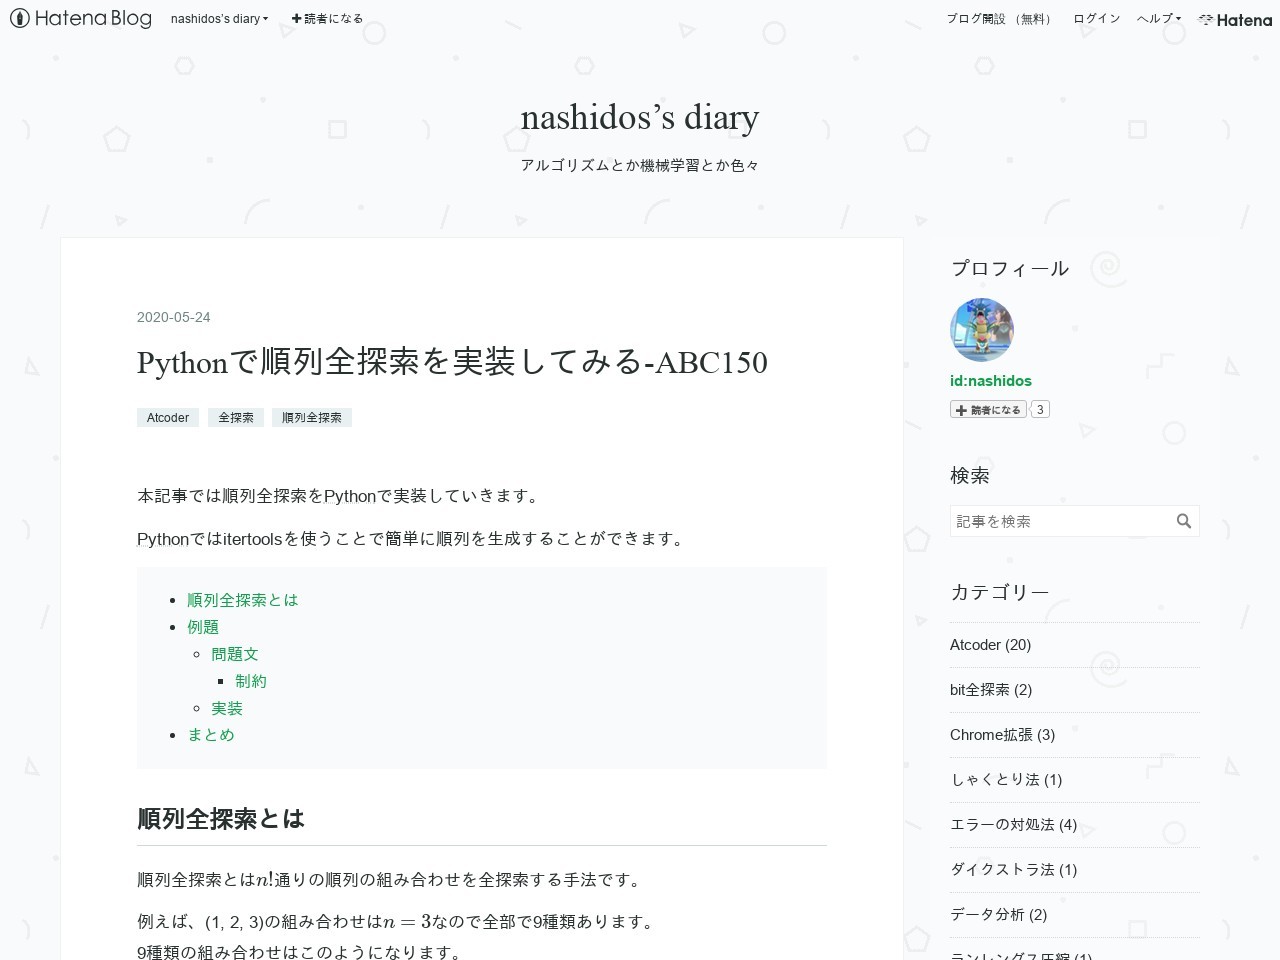 Hatena Blog
nashidos's diary
読者になる
ブログ開設（無料）
ログイン
ヘルプ
Hatena
nashidos’s diary
アルゴリズムとか機械学習とか色々
2020-05-24
Pythonで順列全探索を実装してみる-ABC150
Atcoder 全探索 順列全探索
本記事では順列全探索をPythonで実装していきます。
Pythonではitertoolsを使うことで簡単に順列を生成することができます。
順列全探索とは
例題
問題文
制約
実装
まとめ
順列全探索とは
順列全探索とはn!通りの順列の組み合わせを全探索する手法です。
例えば、(1, 2, 3)の組み合わせはn = 3なので全部で9種類あります。
9種類の組み合わせはこのようになります。
プロフィール
id:nashidos
読者になる 3
検索
記事を検索
カテゴリー
Atcoder (20)
bit全探索 (2)
Chrome拡張 (3)
しゃくとり法 (1)
エラーの対処法 (4)
ダイクストラ法 (1)
データ分析 (2)
ランレングス圧縮 (1)